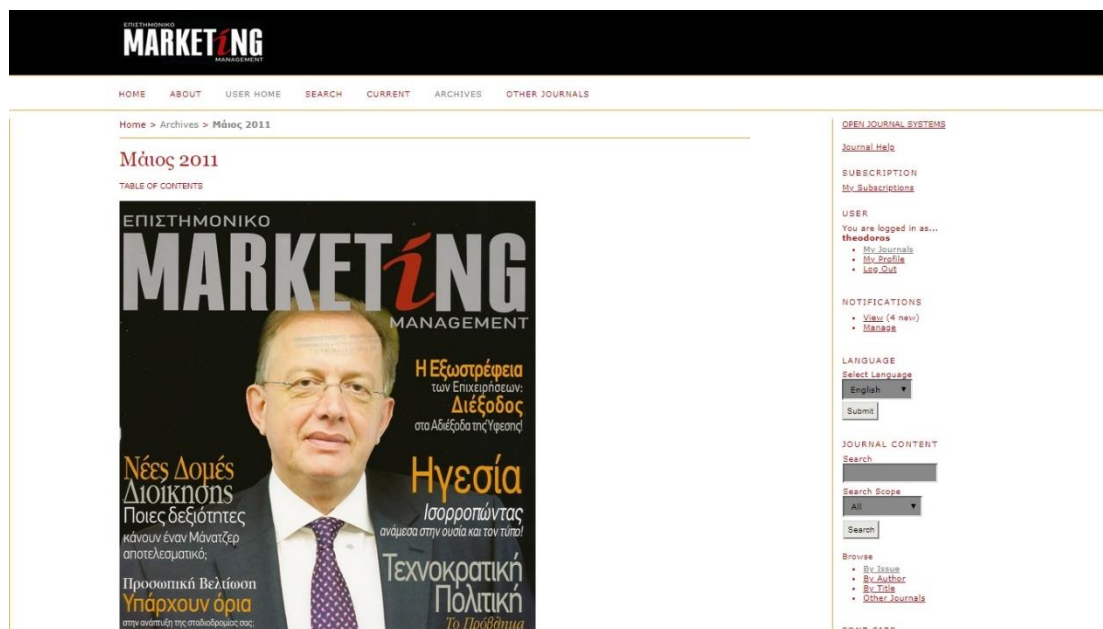 ΕΠΙΣΤΗΜΟΝΙΚΟ
MARKETiNG
MANAGEMENT
HOME ABOUT USER HOME SEARCH CURRENT ARCHIVES OTHER JOURNALS
Home > Archives > Μάιος 2011
Μάιος 2011
TABLE OF CONTENTS
ΕΠΙΣΤΗΜΟΝΙΚΟ
MARKETiNG
MANAGEMENT
Η Εξωστρέφεια
των Επιχειρήσεων:
Διέξοδος
στα Αδιέξοδα της Ύφεσης!
Νέες Δομές
Διοίκησης
Ποιες δεξιότητες
κάνουν έναν Μάνατζερ
αποτελεσματικό;
Ηγεσία
Ισορροπώντας
ανάμεσα στην ουσία και τον τύπο!
Προσωπική Βελτίωση
Υπάρχουν όρια
στην ανάπτυξη της σταδιοδρομίας σας;
Τεχνοκρατική
Πολιτική
Το Πρόβλημα
OPEN JOURNAL SYSTEMS
Journal Help
SUBSCRIPTION
My Subscriptions
USER
You are logged in as...
theodoros
My Journals
My Profile
Log Out
NOTIFICATIONS
View (4 new)
Manage
LANGUAGE
Select Language
English
Submit
JOURNAL CONTENT
Search
Search Scope
All
Search
Browse
By Issue
By Author
By Title
Other Journals